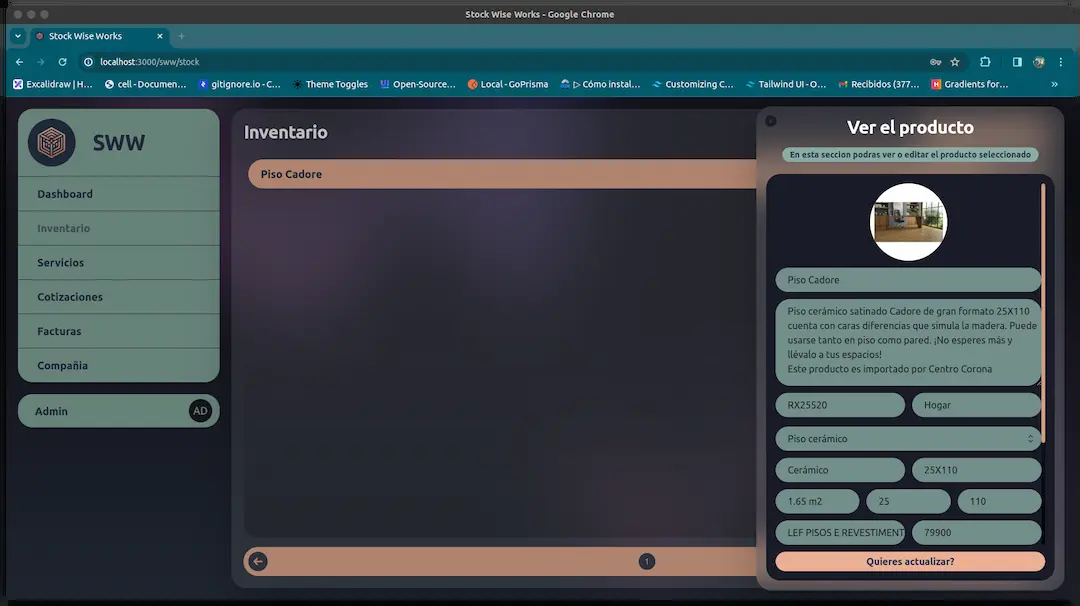 Stock Wise Works - Google Chrome
Stock Wise Works
localhost:3000/sww/stock
Excalidraw | H...
cell - Documen...
gitignore.io - C...
Theme Toggles
Open-Source...
Local - GoPrisma
▷ Cómo instal...
Customizing C...
Tailwind UI - O...
Recibidos (377...
Gradients for...
»
SWW
Dashboard
Inventario
Servicios
Cotizaciones
Facturas
Compañia
Admin
AD
Inventario
Piso Cadore
1
Ver el producto
En esta seccion podras ver o editar el producto seleccionado
Piso Cadore
Piso cerámico satinado Cadore de gran formato 25X110
cuenta con caras diferencias que simula la madera. Puede
usarse tanto en piso como pared. ¡No esperes más y
llévalo a tus espacios!
Este producto es importado por Centro Corona
RX25520
Hogar
Piso cerámico
Cerámico
25X110
1.65 m2
25
110
LEF PISOS E REVESTIMENT
79900
Quieres actualizar?